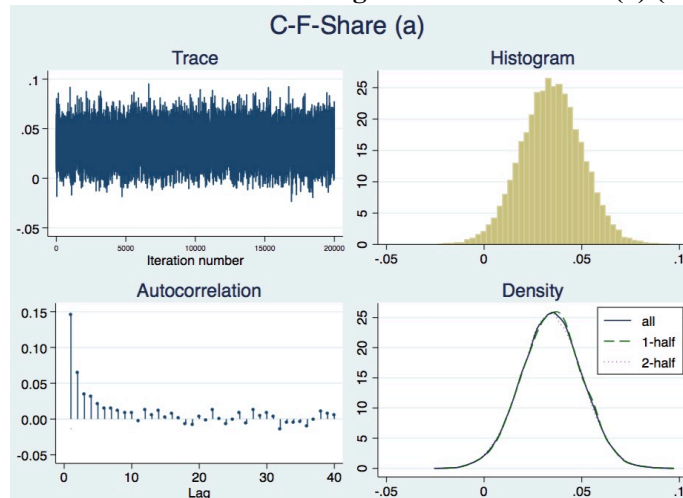 C-F-Share (a)
Trace
.1
.05
0
-.05
0 5000 10000 15000 20000
Iteration number
Histogram
25
20
15
10
5
0
-.05 0 .05 .1
Autocorrelation
0.15
0.10
0.05
0.00
-0.05
0 10 20 30 40
Lag
Density
25
20
15
10
5
0
all
1-half
2-half
-.05 0 .05 .1